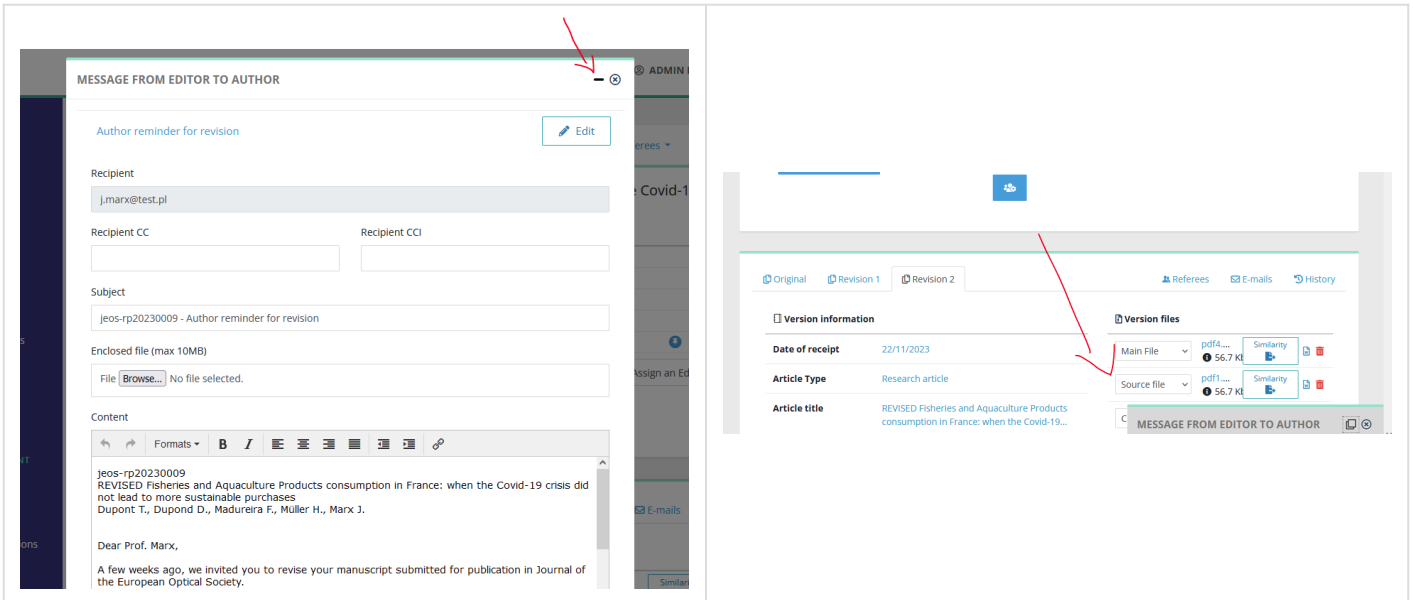 MESSAGE FROM EDITOR TO AUTHOR
ADMIN
Author reminder for revision
Edit
erees
Recipient
j.marx@test.pl
Covid-1
Recipient CC
Recipient CCI
Subject
jeos-rp20230009 - Author reminder for revision
Enclosed file (max 10MB)
File Browse... No file selected.
Assign an Ed
Content
Formats
B I
jeos-rp20230009
REVISED Fisheries and Aquaculture Products consumption in France: when the Covid-19 crisis did
not lead to more sustainable purchases
Dupont T., Dupond D., Madureira F., Müller H., Marx J.
E-mails
Dear Prof. Marx,
ons
A few weeks ago, we invited you to revise your manuscript submitted for publication in Journal of
the European Optical Society.
Similar
Original
Revision 1
Revision 2
Referees
E-mails
History
Version information
Version files
Date of receipt
22/11/2023
Main File
pdf4....
56.7 Kb
Similarity
Article Type
Research article
Source file
pdf1....
56.7 Kb
Similarity
Article title
REVISED Fisheries and Aquaculture Products
consumption in France: when the Covid-19...
C
MESSAGE FROM EDITOR TO AUTHOR